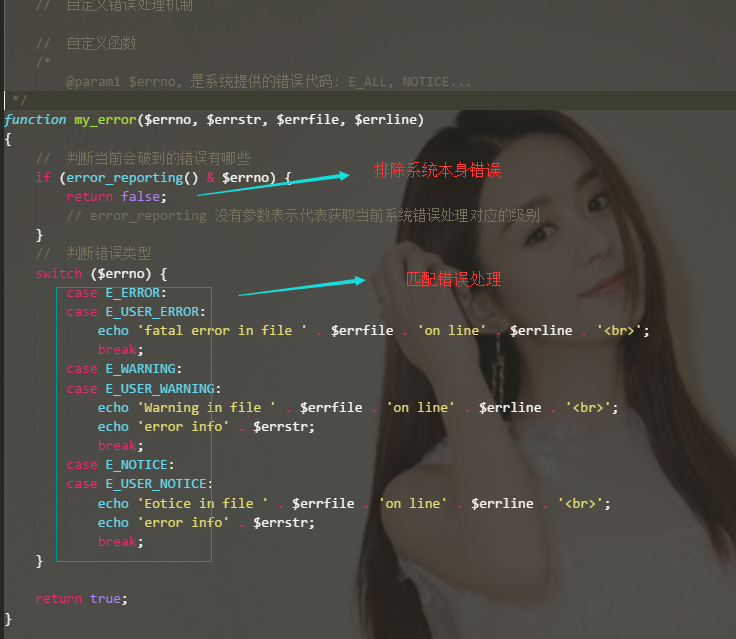 // 自定义错误处理机制
// 自定义函数
/*
@param1 $errno, 是系统提供的错误代码: E_ALL, NOTICE...
*/
function my_error($errno, $errstr, $errfile, $errline)
{
// 判断当前会破到的错误有哪些
if (error_reporting() & $errno) {
排除系统本身错误
return false;
// error_reporting 没有参数表示代表获取当前系统错误处理对应的级别
}
// 判断错误类型
switch ($errno) {
匹配错误处理
case E_ERROR:
case E_USER_ERROR:
echo 'fatal error in file ' . $errfile . 'on line' . $errline . '<br>';
break;
case E_WARNING:
case E_USER_WARNING:
echo 'Warning in file ' . $errfile . 'on line' . $errline . '<br>';
echo 'error info' . $errstr;
break;
case E_NOTICE:
case E_USER_NOTICE:
echo 'Eotice in file ' . $errfile . 'on line' . $errline . '<br>';
echo 'error info' . $errstr;
break;
}
return true;
}